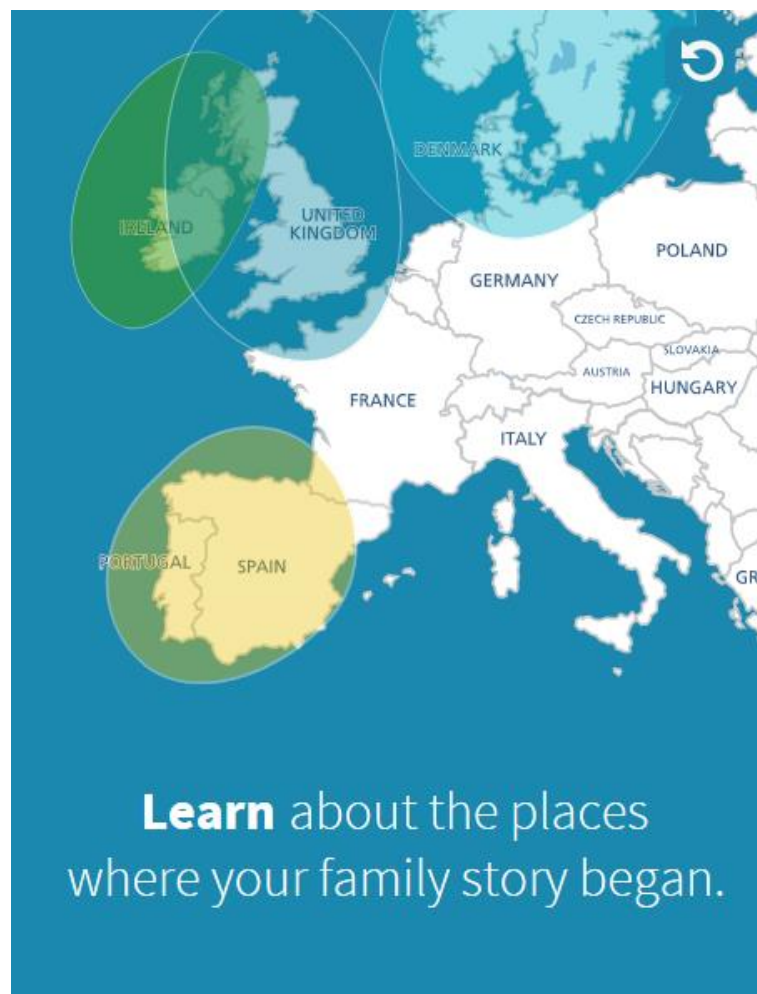 DENMARK
IRELAND
UNITED
KINGDOM
POLAND
GERMANY
CZECH REPUBLIC
SLOVAKIA
AUSTRIA
HUNGARY
FRANCE
ITALY
PORTUGAL
SPAIN
GR
Learn about the places
where your family story began.